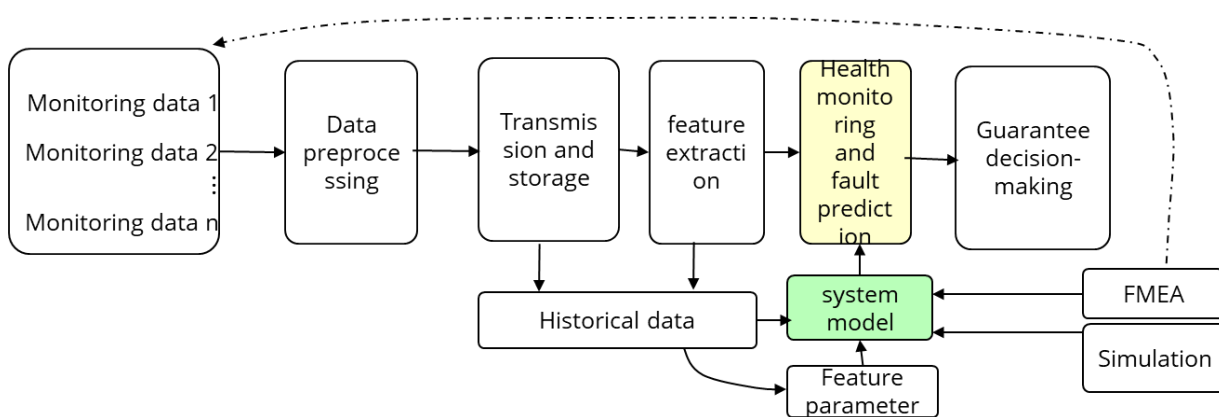 Monitoring data 1
Monitoring data 2
⋮
Monitoring data n
Data
preproce
ssing
Transmis
sion and
storage
feature
extracti
on
Health
monito
ring
and
fault
predict
ion
Guarantee
decision-
making
Historical data
system
model
FMEA
Simulation
Feature
parameter